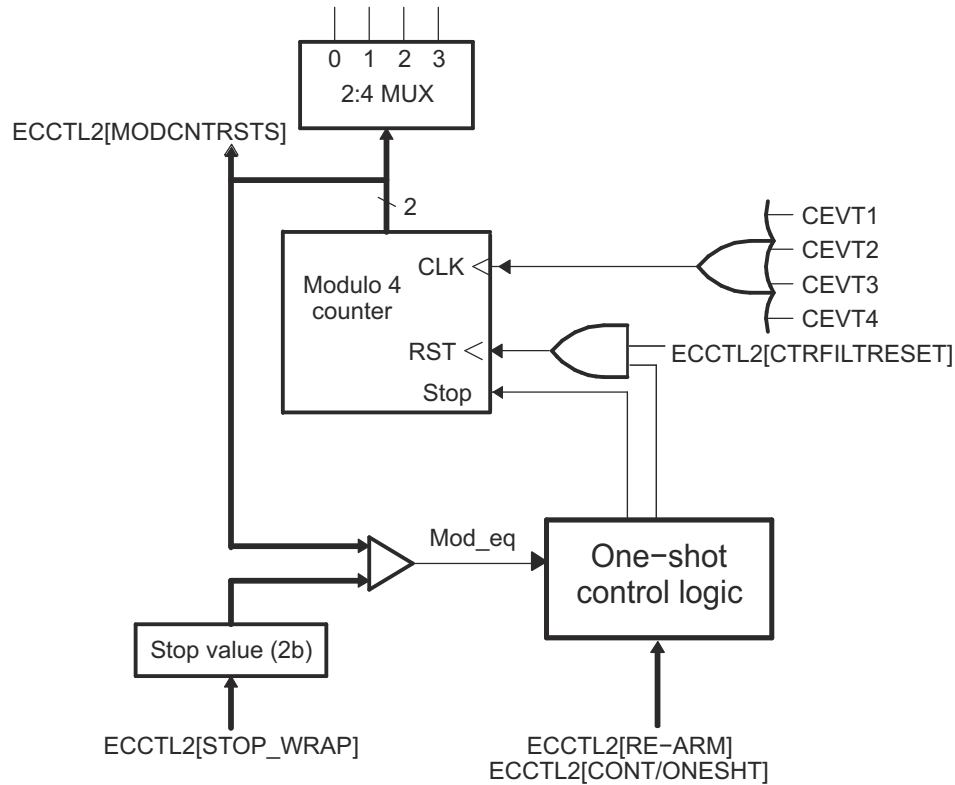 0 1 2 3
2:4 MUX
ECCTL2[MODCNTRSTS]
2
CEVT1
CEVT2
CEVT3
CEVT4
CLK
Modulo 4
counter
RST
ECCTL2[CTRFILTRESET]
Stop
Mod_eq
One−shot
control logic
Stop value (2b)
ECCTL2[STOP_WRAP]
ECCTL2[RE−ARM]
ECCTL2[CONT/ONESHT]